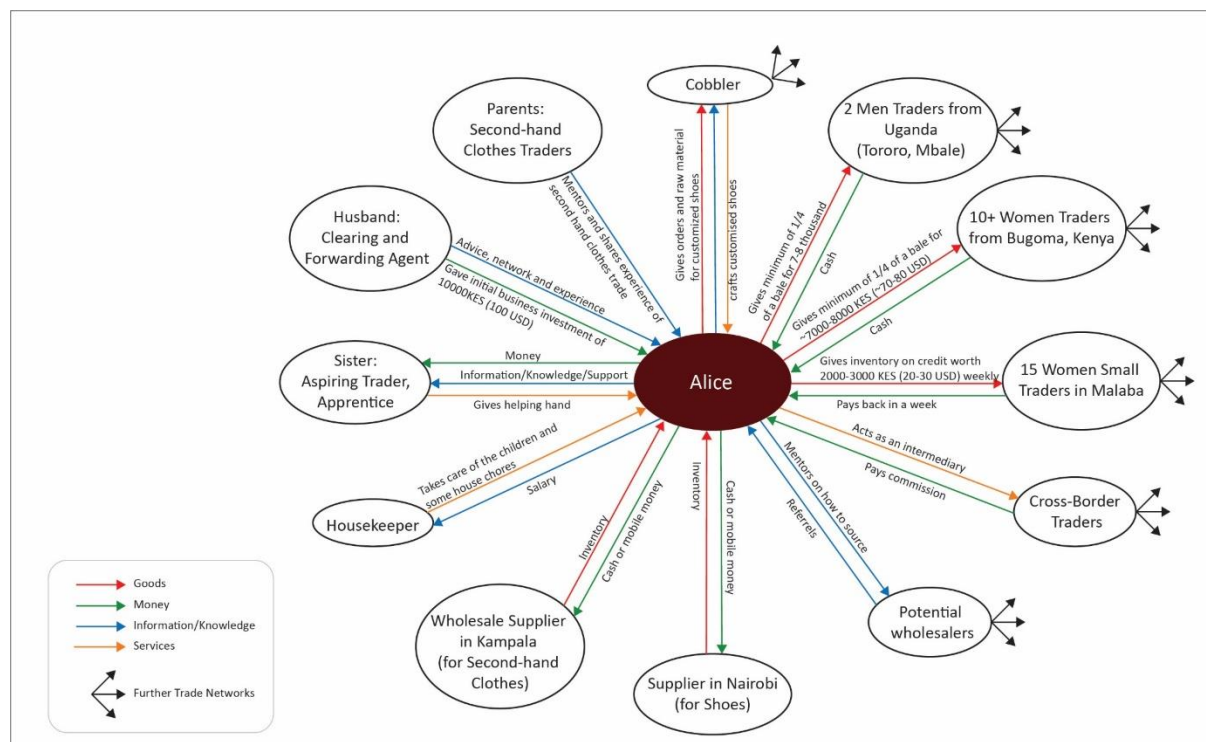 Cobbler
Parents:
Second-hand
Clothes Traders
2 Men Traders from
Uganda
(Tororo, Mbale)
Husband:
Clearing and
Forwarding Agent
10+ Women Traders
from Bugoma, Kenya
Sister:
Aspiring Trader,
Apprentice
Alice
15 Women Small
Traders in Malaba
Housekeeper
Cross-Border
Traders
Wholesale Supplier
in Kampala
(for Second-hand
Clothes)
Supplier in Nairobi
(for Shoes)
Potential
wholesalers
Gives orders and raw material
for customized shoes
crafts customised shoes
Mentors and shares experience of
second hand clothes trade
Advice, network and experience
Gave initial business investment of
10000KES (100 USD)
Money
Information/Knowledge/Support
Gives helping hand
Takes care of the children and
some house chores
Salary
Inventory
Cash or mobile money
Inventory
Cash or mobile money
Mentors on how to source
Referrels
Acts as an intermediary
Pays commission
Gives inventory on credit worth
2000-3000 KES (20-30 USD) weekly
Pays back in a week
Gives minimum of 1/4 of a bale for
~7000-8000 KES (~70-80 USD)
Cash
Gives minimum of 1/4
of a bale for 7-8 thousand
Cash
Goods
Money
Information/Knowledge
Services
Further Trade Networks